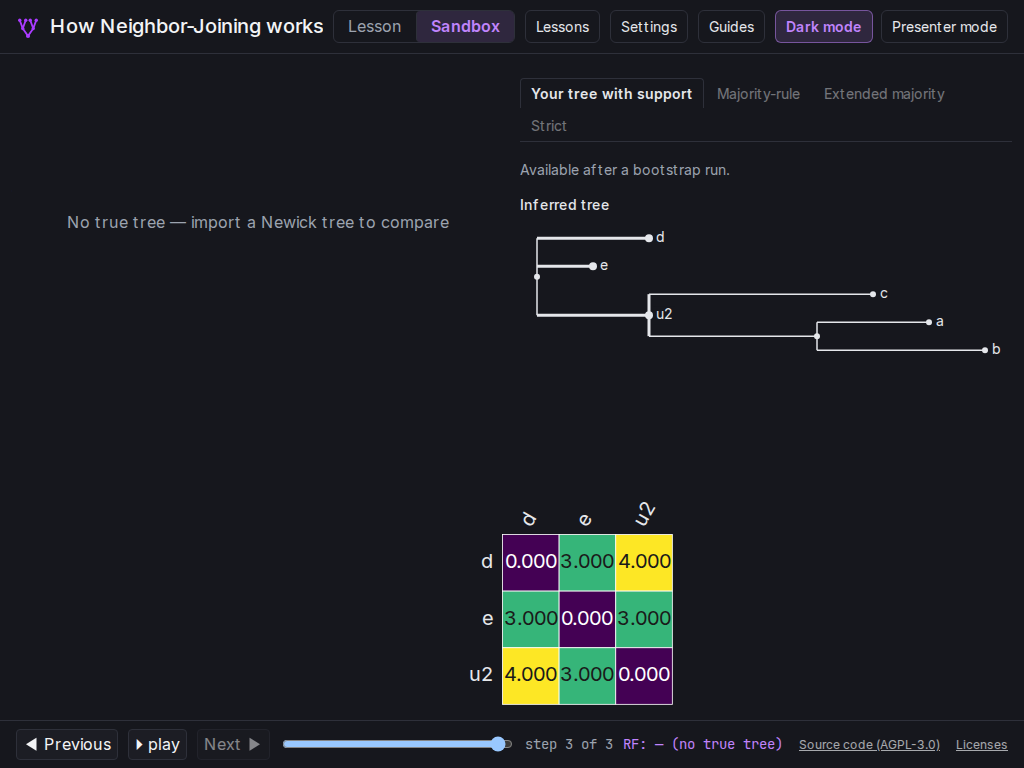 How Neighbor-Joining works Lesson Sandbox Lessons Settings Guides Dark mode Presenter mode
Your tree with support Majority-rule Extended majority
Strict
Available after a bootstrap run.
No true tree — import a Newick tree to compare
Inferred tree
d
e
c
u2
a
b
d e u2
d 0.000 3.000 4.000
e 3.000 0.000 3.000
u2 4.000 3.000 0.000
Previous play Next step 3 of 3 RF: — (no true tree) Source code (AGPL-3.0) Licenses